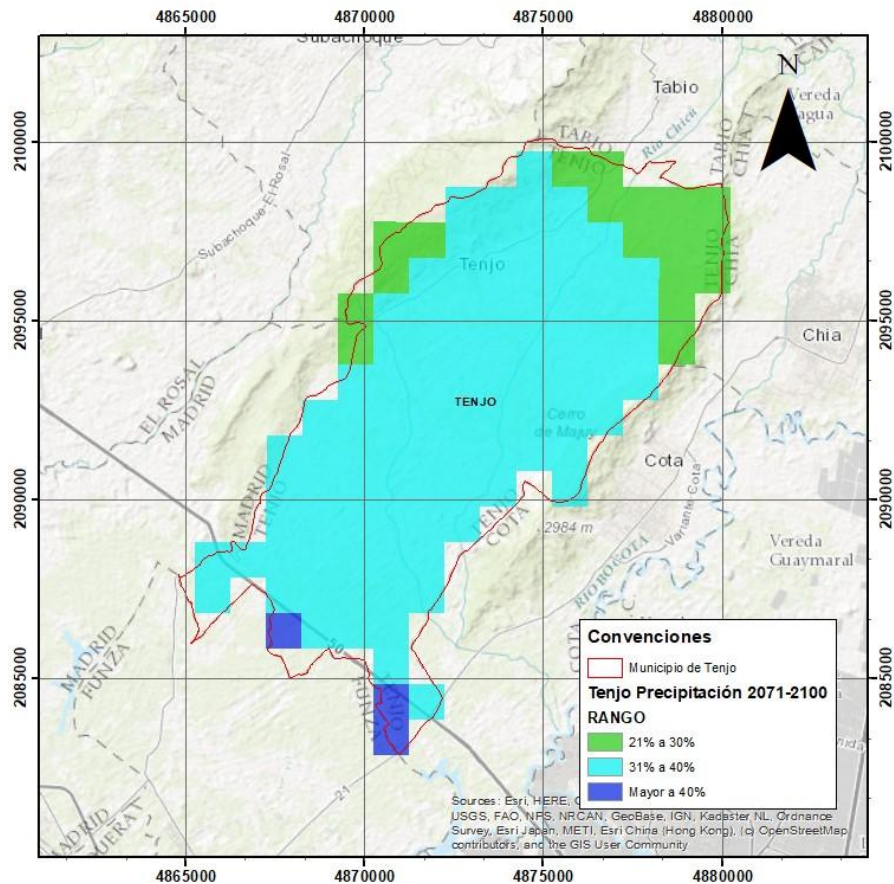 4865000 4870000 4875000 4880000
Subachoque
Tabio
N
Vereda
2100000 2100000
TABIO
TENJO
Rio Chicú
TABIO
CHIA
Subachoque-El Rosal
Tenjo
TENJO
CHIA
2095000 2095000
Chia
EL ROSAL
MADRID
TENJO
Cerro
de Majuy
Cota
MADRID
TENJO
Variante Cota
2090000 2090000
TENJO
COTA
2984 m
Vereda
Guaymaral
RIO BOGOTA
COTA
MADRID
FUNZA
50
2085000 2085000
FUNZA
21
MADRID
Convenciones
Municipio de Tenjo
Tenjo Precipitación 2071-2100
RANGO
21% a 30%
31% a 40%
Mayor a 40%
Sources: Esri, HERE,
USGS, FAO, NPS, NRCAN, GeoBase, IGN, Kadaster NL, Ordnance
Survey, Esri Japan, METI, Esri China (Hong Kong), (c) OpenStreetMap
contributors, and the GIS User Community
4865000 4870000 4875000 4880000